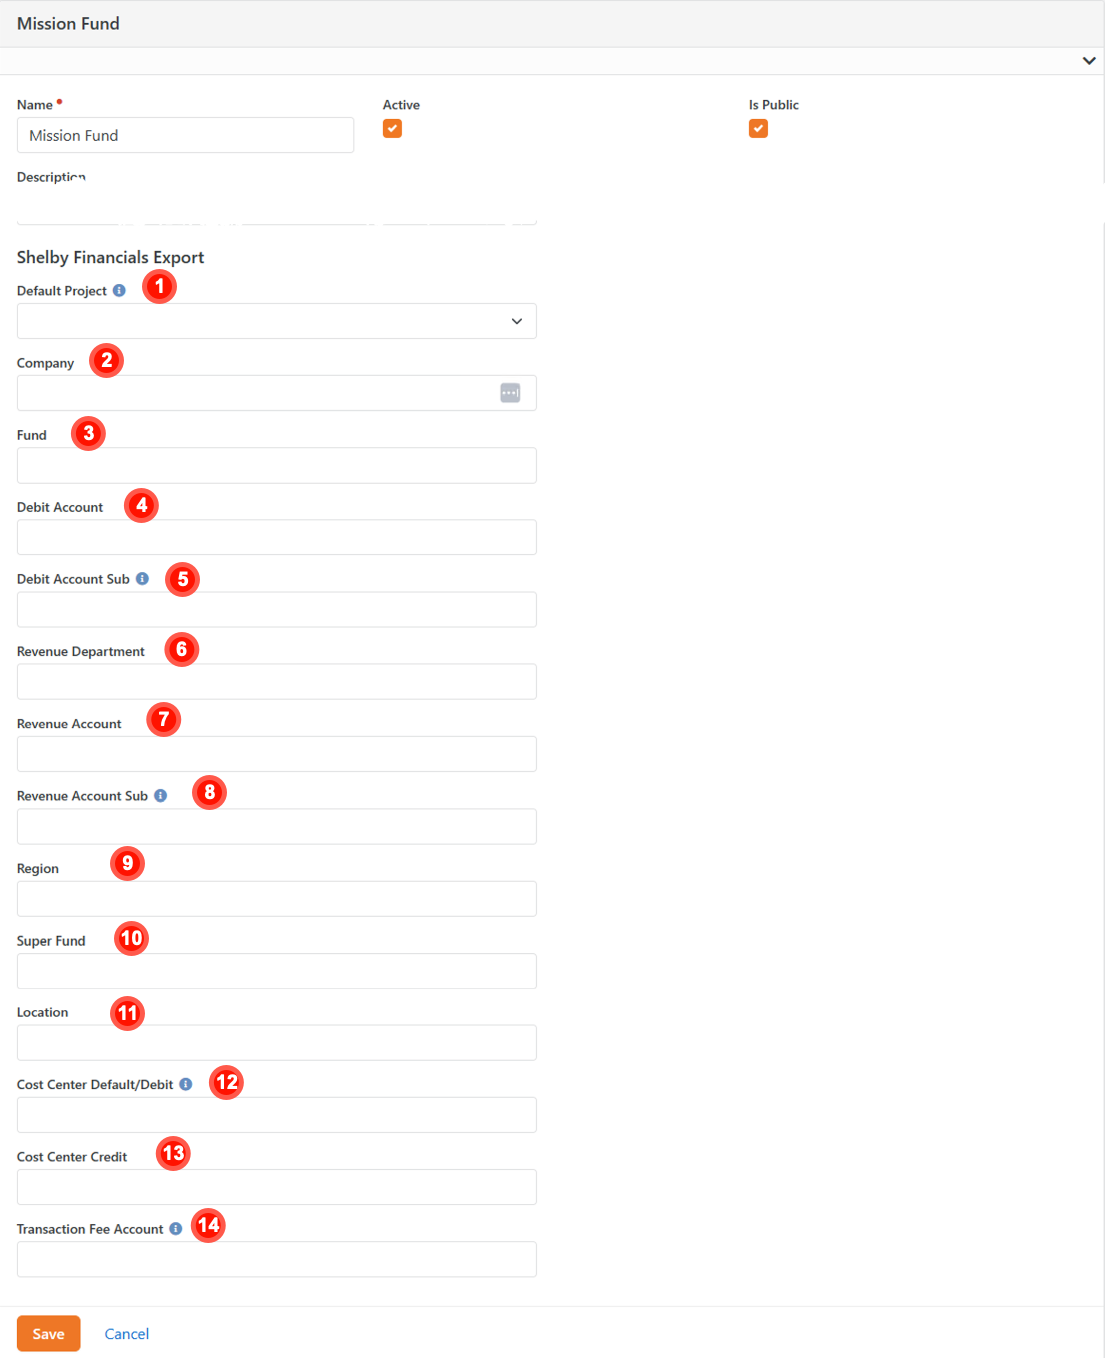 Mission Fund
Name • Active Is Public
Mission Fund
Description
Shelby Financials Export
Default Project 1
Company 2
Fund 3
Debit Account 4
Debit Account Sub 5
Revenue Department 6
Revenue Account 7
Revenue Account Sub 8
Region 9
Super Fund 10
Location 11
Cost Center Default/Debit 12
Cost Center Credit 13
Transaction Fee Account 14
Save Cancel